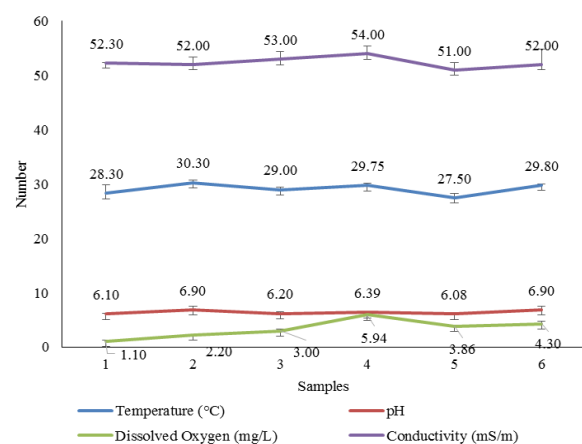 60
52.30 52.00 53.00 54.00 51.00 52.00
50
40
28.30 30.30 29.00 29.75 27.50 29.80
30
Number
20
10
6.10 6.90 6.20 6.39 6.08 6.90
0
1.10 2.20 3.00 5.94 3.86 4.30
1 2 3 4 5 6
Samples
Temperature (°C) pH
Dissolved Oxygen (mg/L) Conductivity (mS/m)